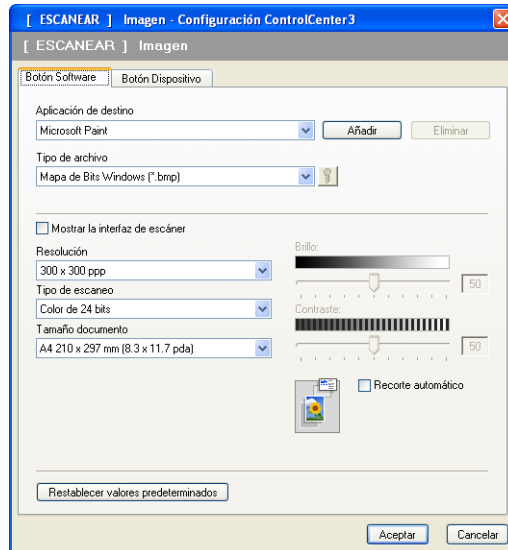 [ ESCANEAR ] Imagen - Configuración ControlCenter3
[ ESCANEAR ] Imagen
Botón Software
Botón Dispositivo
Aplicación de destino
Microsoft Paint
Añadir
Eliminar
Tipo de archivo
Mapa de Bits Windows (*.bmp)
Mostrar la interfaz de escáner
Resolución
300 x 300 ppp
Tipo de escaneo
Color de 24 bits
Tamaño documento
A4 210 x 297 mm (8.3 x 11.7 pda)
Brillo:
50
Contraste:
50
Recorte automático
Restablecer valores predeterminados
Aceptar
Cancelar